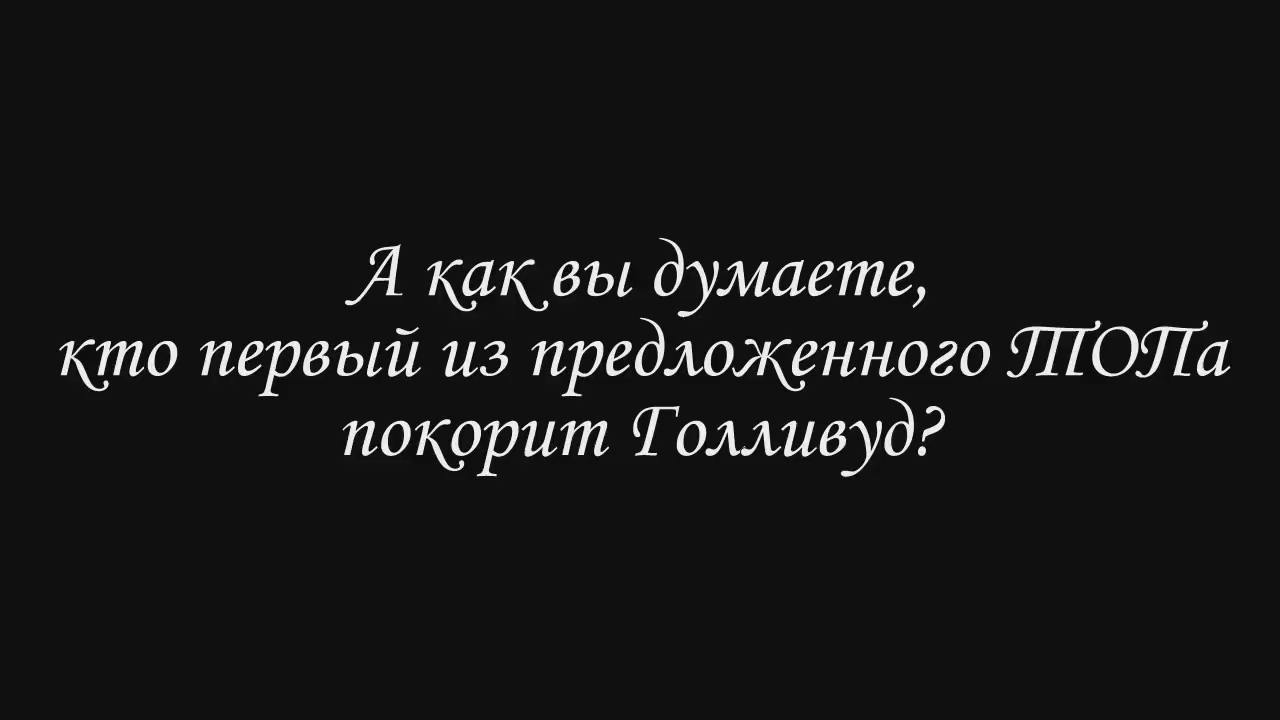 А как вы думаете,
кто первый из предложенного ТОПа
покорит Голливуд?